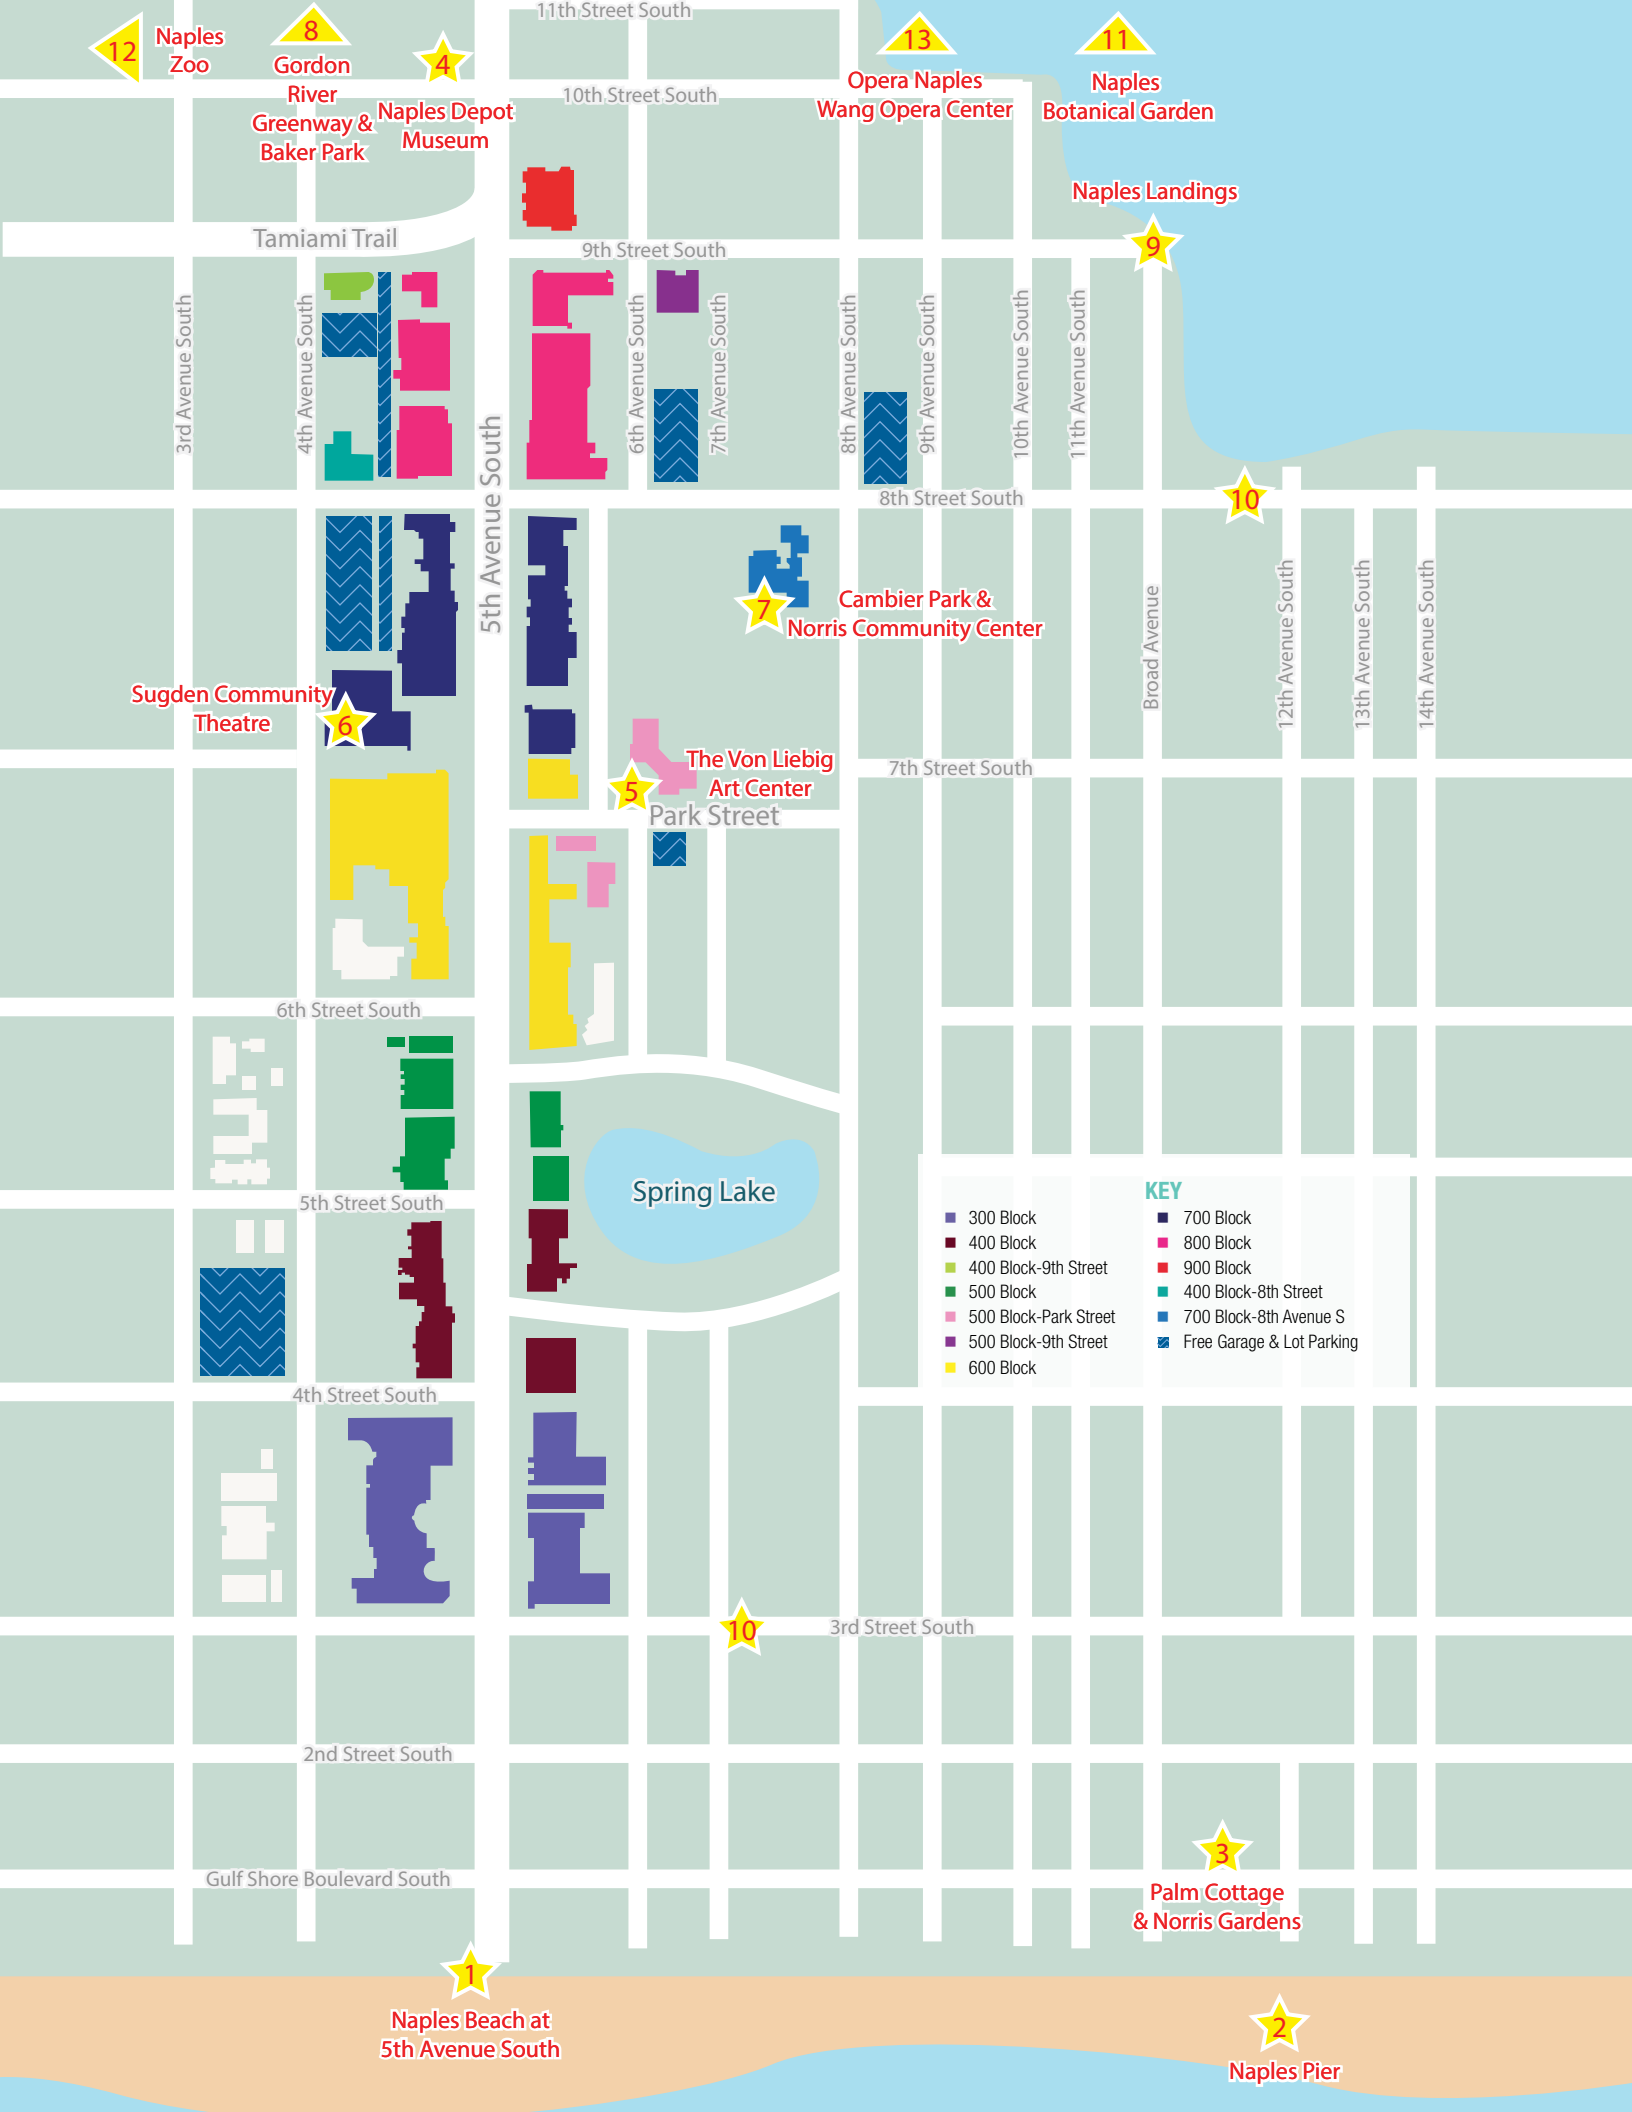 11th Street South
12
Naples
Zoo
8
Gordon
River
Greenway &
Baker Park
4
Naples Depot
Museum
13
Opera Naples
Wang Opera Center
11
Naples
Botanical Garden
10th Street South
Naples Landings
9
Tamiami Trail
9th Street South
3rd Avenue South
4th Avenue South
5th Avenue South
6th Avenue South
7th Avenue South
8th Avenue South
9th Avenue South
10th Avenue South
11th Avenue South
8th Street South
10
7
Cambier Park &
Norris Community Center
Broad Avenue
12th Avenue South
13th Avenue South
14th Avenue South
Sugden Community
Theatre
6
The Von Liebig
Art Center
5
7th Street South
Park Street
6th Street South
Spring Lake
5th Street South
KEY
300 Block
400 Block
400 Block-9th Street
500 Block
500 Block-Park Street
500 Block-9th Street
600 Block
700 Block
800 Block
900 Block
400 Block-8th Street
700 Block-8th Avenue S
Free Garage & Lot Parking
4th Street South
10
3rd Street South
2nd Street South
3
Gulf Shore Boulevard South
Palm Cottage
& Norris Gardens
1
Naples Beach at
5th Avenue South
2
Naples Pier